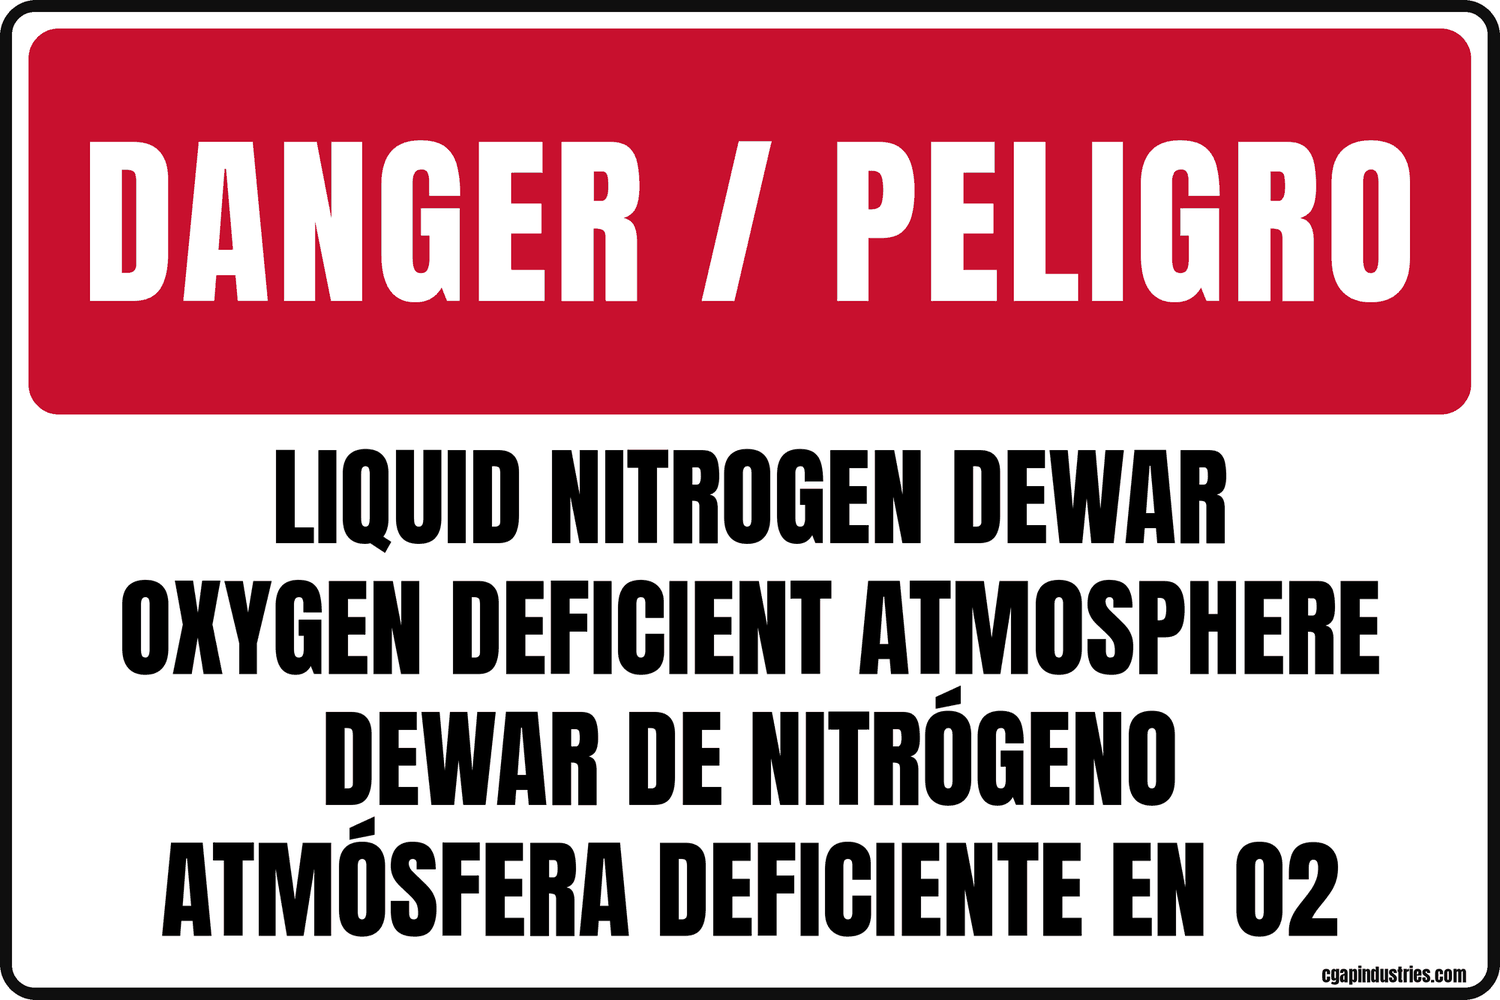 DANGER / PELIGRO
LIQUID NITROGEN DEWAR
OXYGEN DEFICIENT ATMOSPHERE
DEWAR DE NITRÓGENO
ATMÓSFERA DEFICIENTE EN O2
cgapindustries.com